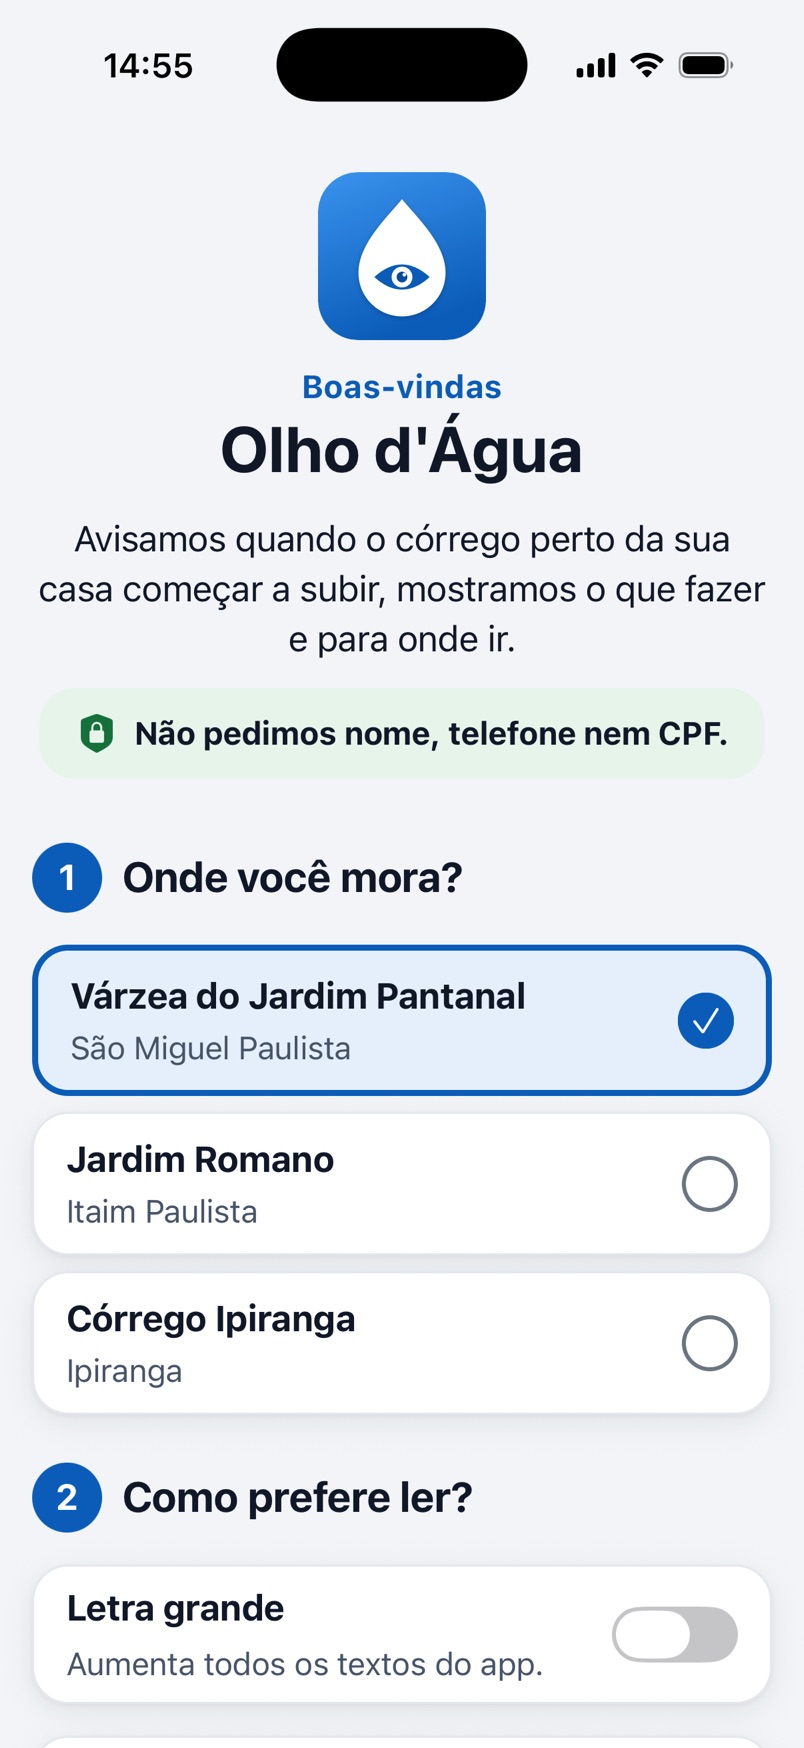 14:55
Boas-vindas
Olho d'Água
Avisamos quando o córrego perto da sua
casa começar a subir, mostramos o que fazer
e para onde ir.
Não pedimos nome, telefone nem CPF.
1 Onde você mora?
Várzea do Jardim Pantanal
São Miguel Paulista
Jardim Romano
Itaim Paulista
Córrego Ipiranga
Ipiranga
2 Como prefere ler?
Letra grande
Aumenta todos os textos do app.